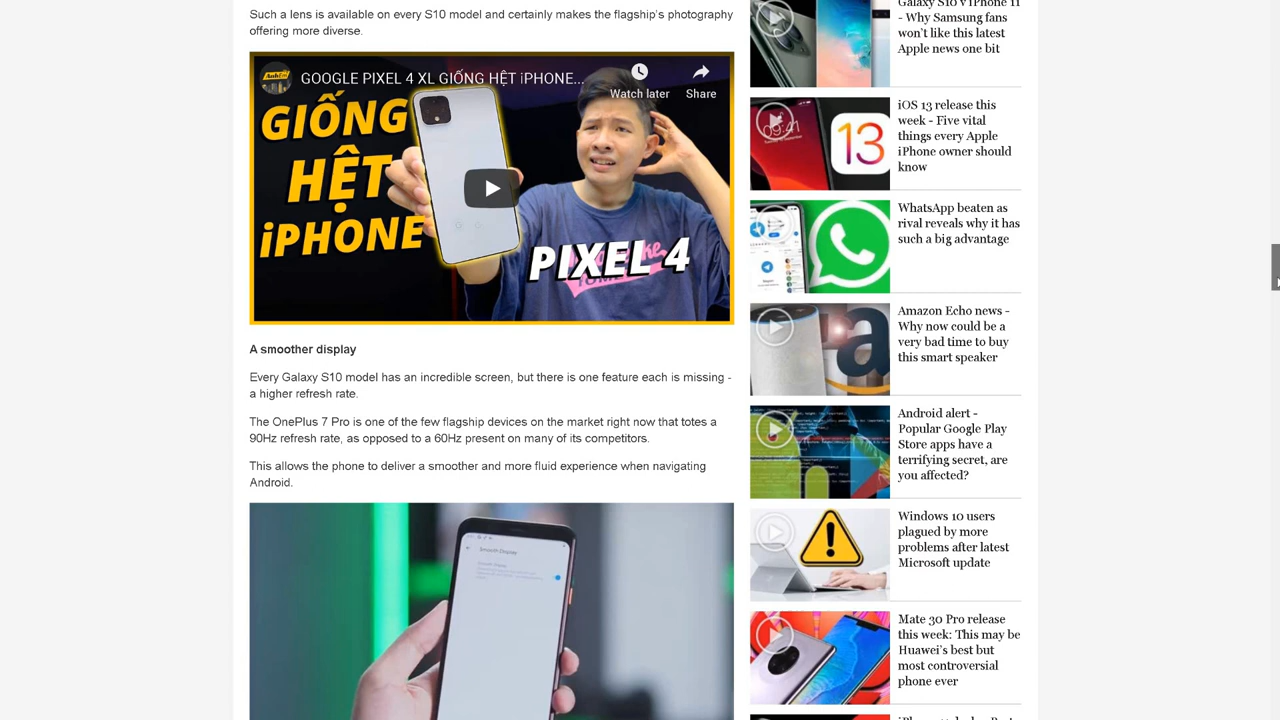 Such a lens is available on every S10 model and certainly makes the flagship's photography
offering more diverse.
AnhEm
GOOGLE PIXEL 4 XL GIỐNG HỆT iPHONE...
Watch later
Share
GIỐNG
HỆT
iPHONE
PIXEL 4
A smoother display
Every Galaxy S10 model has an incredible screen, but there is one feature each is missing -
a higher refresh rate.
The OnePlus 7 Pro is one of the few flagship devices on the market right now that totes a
90Hz refresh rate, as opposed to a 60Hz present on many of its competitors.
This allows the phone to deliver a smoother and more fluid experience when navigating
Android.
Smooth Display
Galaxy S10 v iPhone 11
- Why Samsung fans
won't like this latest
Apple news one bit
09:41
13
iOS 13 release this
week - Five vital
things every Apple
iPhone owner should
know
WhatsApp beaten as
rival reveals why it has
such a big advantage
a
Amazon Echo news -
Why now could be a
very bad time to buy
this smart speaker
Android alert -
Popular Google Play
Store apps have a
terrifying secret, are
you affected?
Windows 10 users
plagued by more
problems after latest
Microsoft update
Mate 30 Pro release
this week: This may be
Huawei's best but
most controversial
phone ever